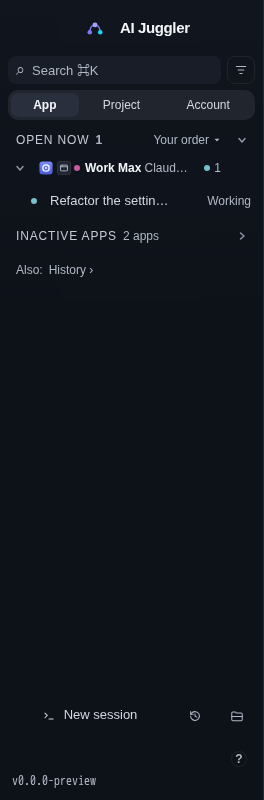 AI Juggler
Search ⌘K
App Project Account
OPEN NOW 1 Your order
Work Max Claud… 1
Refactor the settin… Working
INACTIVE APPS 2 apps
Also: History ›
New session
?
v0.0.0-preview